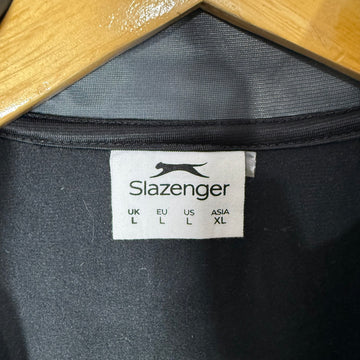 Slazenger
UK EU US ASIA
L L L XL